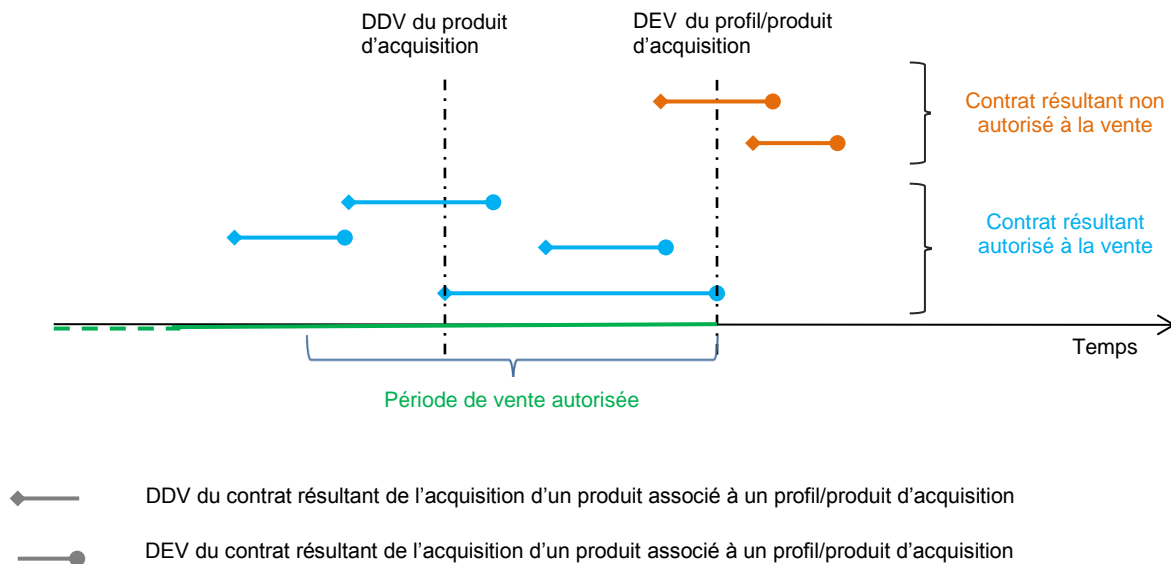 DDV du produit
d’acquisition
DEV du profil/produit
d’acquisition
Contrat résultant non
autorisé à la vente
Contrat résultant
autorisé à la vente
Temps
Période de vente autorisée
DDV du contrat résultant de l’acquisition d’un produit associé à un profil/produit d’acquisition
DEV du contrat résultant de l’acquisition d’un produit associé à un profil/produit d’acquisition